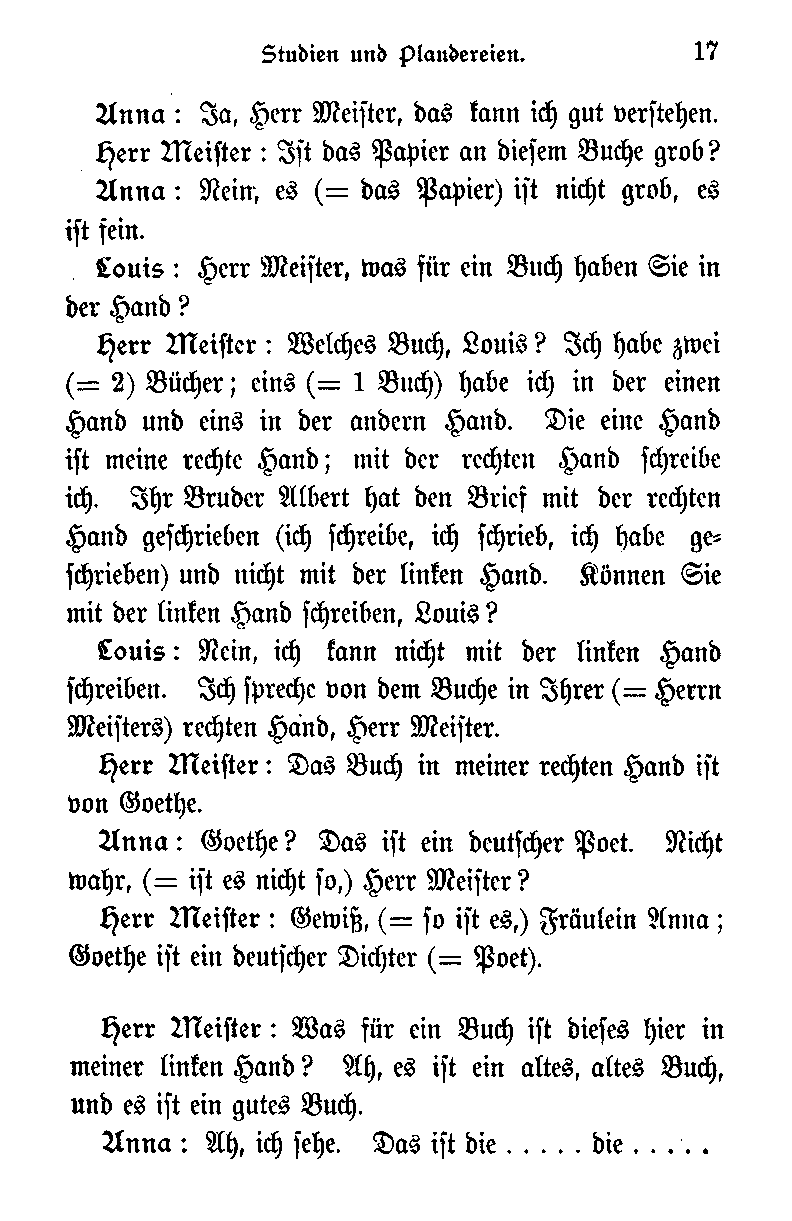 Studien und Plaudereien. 17
Anna: Ja, Herr Meister, das kann ich gut verstehen.
Herr Meister: Ist das Papier an diesem Buche grob?
Anna: Nein, es (= das Papier) ist nicht grob, es
ist fein.
Louis: Herr Meister, was für ein Buch haben Sie in
der Hand?
Herr Meister: Welches Buch, Louis? Ich habe zwei
(= 2) Bücher; eins (= 1 Buch) habe ich in der einen
Hand und eins in der andern Hand. Die eine Hand
ist meine rechte Hand; mit der rechten Hand schreibe
ich. Ihr Bruder Albert hat den Brief mit der rechten
Hand geschrieben (ich schreibe, ich schrieb, ich habe ge-
schrieben) und nicht mit der linken Hand. Können Sie
mit der linken Hand schreiben, Louis?
Louis: Nein, ich kann nicht mit der linken Hand
schreiben. Ich spreche von dem Buche in Ihrer (= Herrn
Meisters) rechten Hand, Herr Meister.
Herr Meister: Das Buch in meiner rechten Hand ist
von Goethe.
Anna: Goethe? Das ist ein deutscher Poet. Nicht
wahr, (= ist es nicht so,) Herr Meister?
Herr Meister: Gewiß, (= so ist es,) Fräulein Anna;
Goethe ist ein deutscher Dichter (= Poet).
Herr Meister: Was für ein Buch ist dieses hier in
meiner linken Hand? Ah, es ist ein altes, altes Buch,
und es ist ein gutes Buch.
Anna: Ah, ich sehe. Das ist die ..... die .....